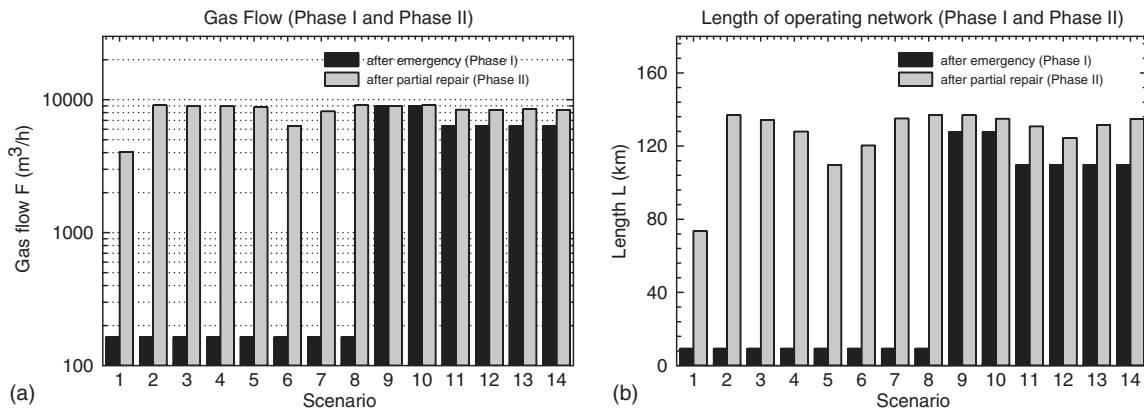 Gas Flow (Phase I and Phase II)
after emergency (Phase I)
after partial repair (Phase II)
10000
1000
100
Gas flow F (m³/h)
1 2 3 4 5 6 7 8 9 10 11 12 13 14
Scenario
(a)
Length of operating network (Phase I and Phase II)
after emergency (Phase I)
after partial repair (Phase II)
160
120
80
40
0
Length L (km)
1 2 3 4 5 6 7 8 9 10 11 12 13 14
Scenario
(b)